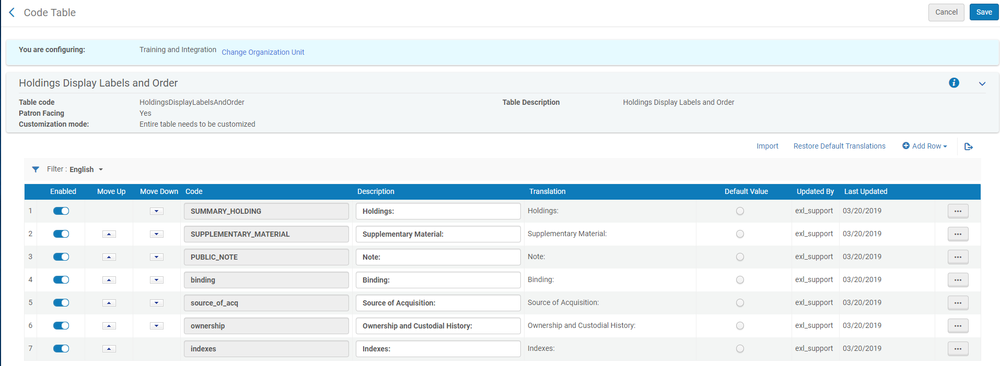 Code Table
Cancel Save
You are configuring: Training and Integration Change Organization Unit
Holdings Display Labels and Order
Table code HoldingsDisplayLabelsAndOrder Table Description Holdings Display Labels and Order
Patron Facing Yes
Customization mode: Entire table needs to be customized
Import Restore Default Translations Add Row
Filter : English
Enabled Move Up Move Down Code Description Translation Default Value Updated By Last Updated
1 SUMMARY_HOLDING Holdings: Holdings: exl_support 03/20/2019
2 SUPPLEMENTARY_MATERIAL Supplementary Material: Supplementary Material: exl_support 03/20/2019
3 PUBLIC_NOTE Note: Note: exl_support 03/20/2019
4 binding Binding: Binding: exl_support 03/20/2019
5 source_of_acq Source of Acquisition: Source of Acquisition: exl_support 03/20/2019
6 ownership Ownership and Custodial History: Ownership and Custodial History: exl_support 03/20/2019
7 indexes Indexes: Indexes: exl_support 03/20/2019